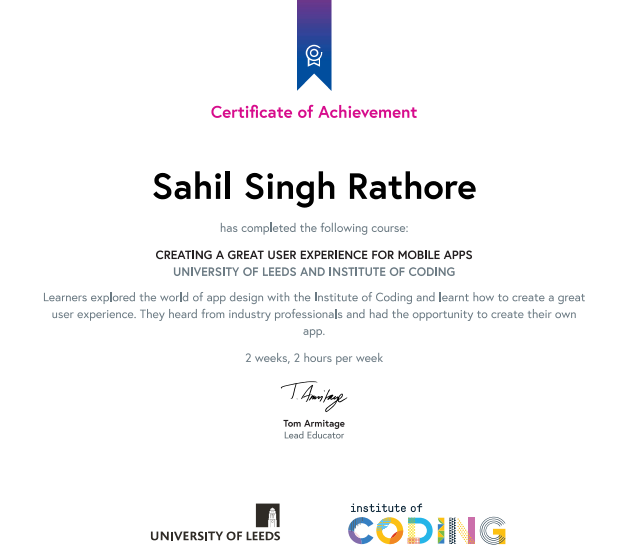 Certificate of Achievement
Sahil Singh Rathore
has completed the following course:
CREATING A GREAT USER EXPERIENCE FOR MOBILE APPS
UNIVERSITY OF LEEDS AND INSTITUTE OF CODING
Learners explored the world of app design with the Institute of Coding and learnt how to create a great
user experience. They heard from industry professionals and had the opportunity to create their own
app.
2 weeks, 2 hours per week
T. Armitage
Tom Armitage
Lead Educator
UNIVERSITY OF LEEDS
institute of
CODING